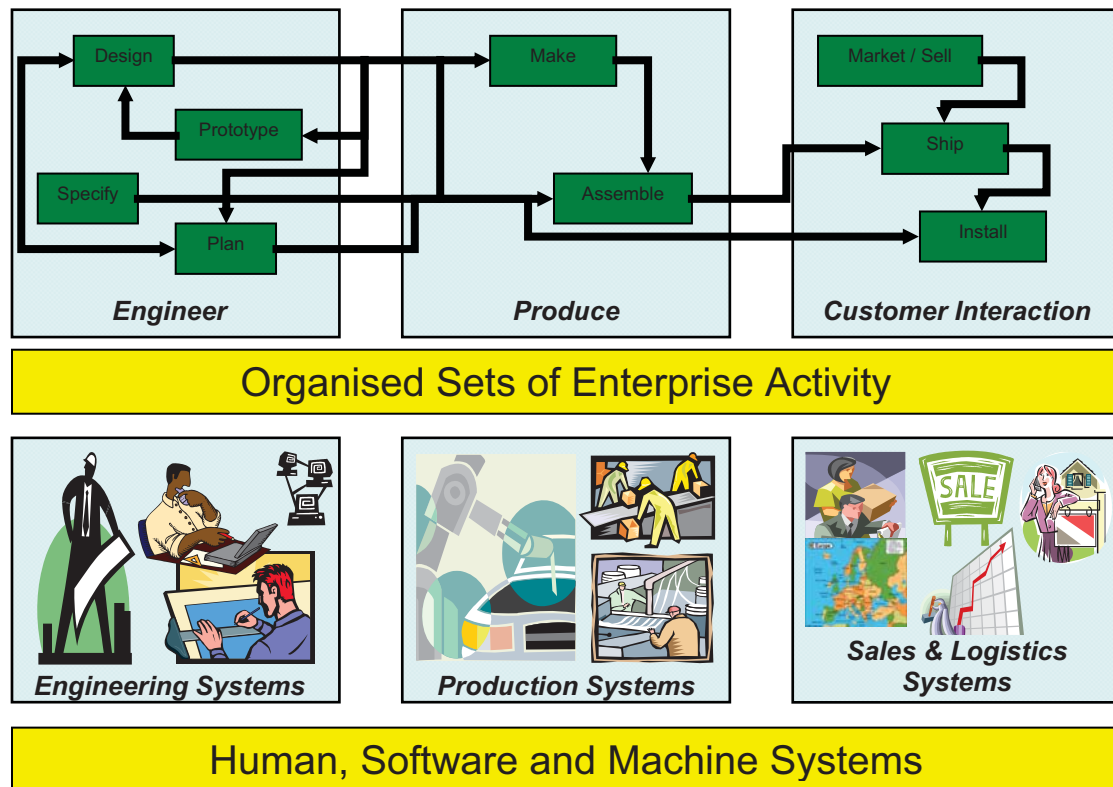 Design
Make
Market / Sell
Prototype
Ship
Specify
Assemble
Plan
Install
Engineer
Produce
Customer Interaction
Organised Sets of Enterprise Activity
SALE
Europe
Engineering Systems
Production Systems
Sales & Logistics
Systems
Human, Software and Machine Systems